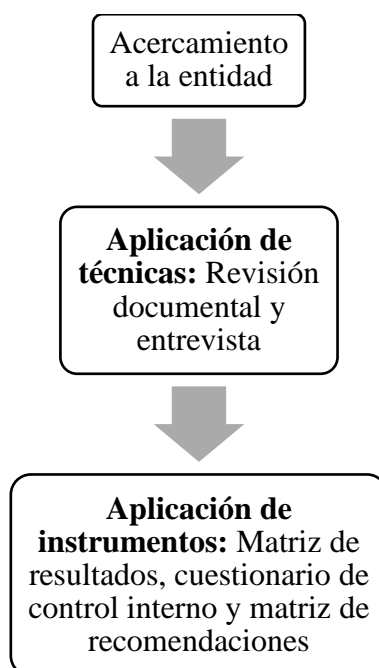 Acercamiento
a la entidad
Aplicación de
técnicas: Revisión
documental y
entrevista
Aplicación de
instrumentos: Matriz de
resultados, cuestionario de
control interno y matriz de
recomendaciones